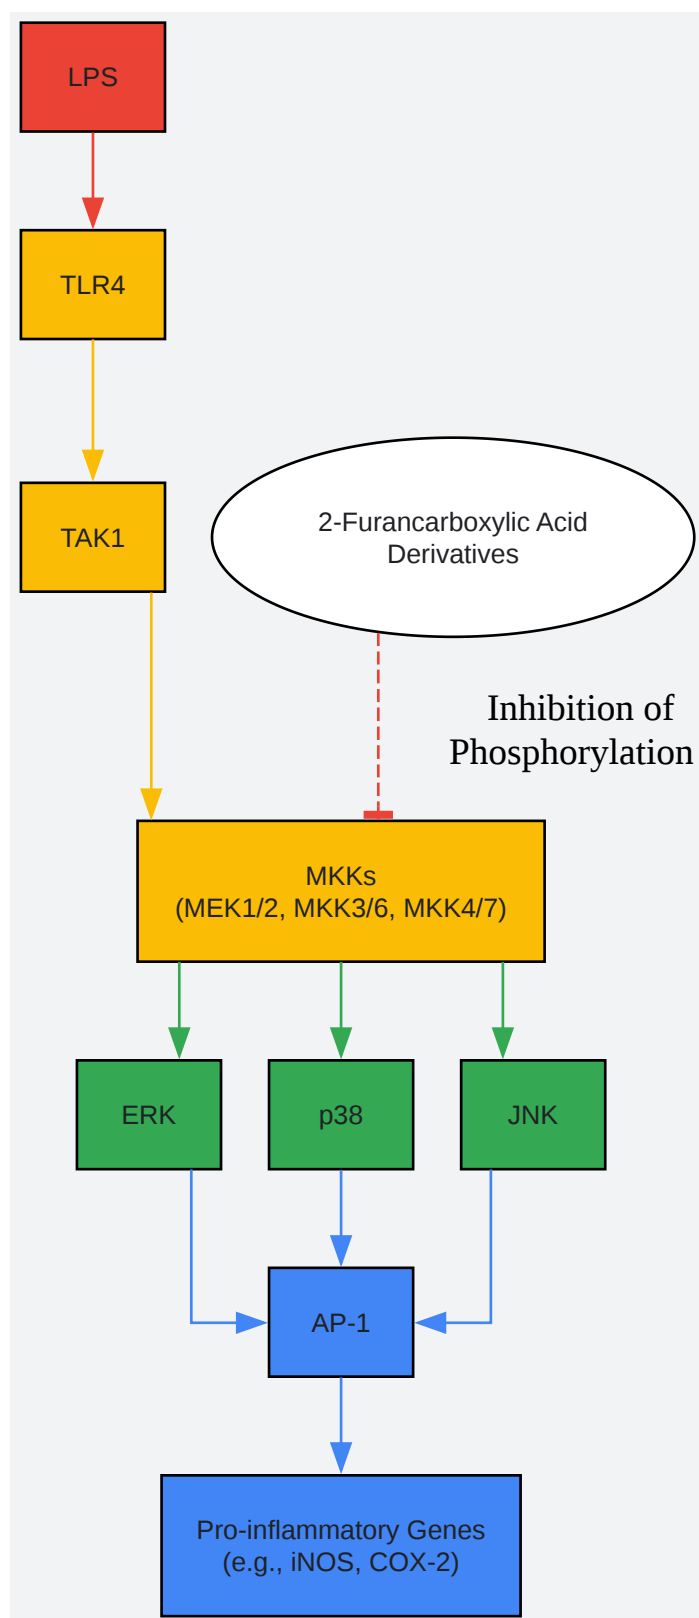 LPS
TLR4
TAK1
2-Furancarboxylic Acid
Derivatives
Inhibition of
Phosphorylation
MKKs
(MEK1/2, MKK3/6, MKK4/7)
ERK
p38
JNK
AP-1
Pro-inflammatory Genes
(e.g., iNOS, COX-2)